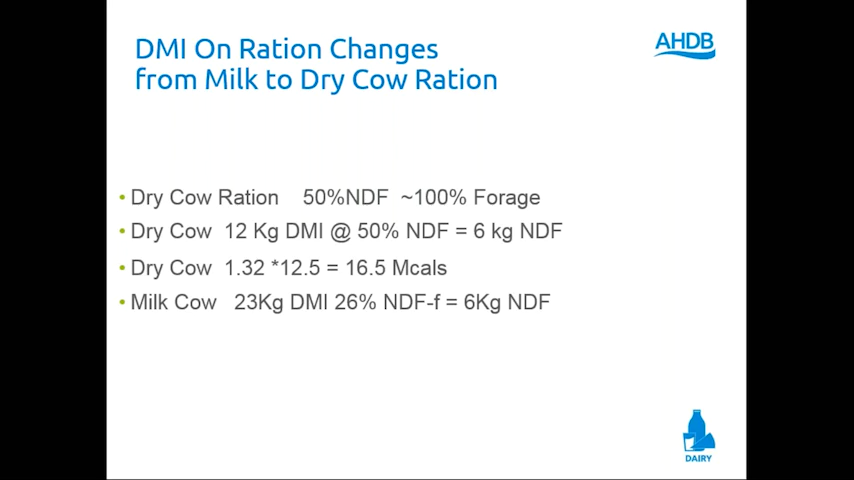 DMI On Ration Changes
from Milk to Dry Cow Ration
AHDB
• Dry Cow Ration 50%NDF ~100% Forage
• Dry Cow 12 Kg DMI @ 50% NDF = 6 kg NDF
• Dry Cow 1.32 *12.5 = 16.5 Mcals
• Milk Cow 23Kg DMI 26% NDF-f = 6Kg NDF
DAIRY